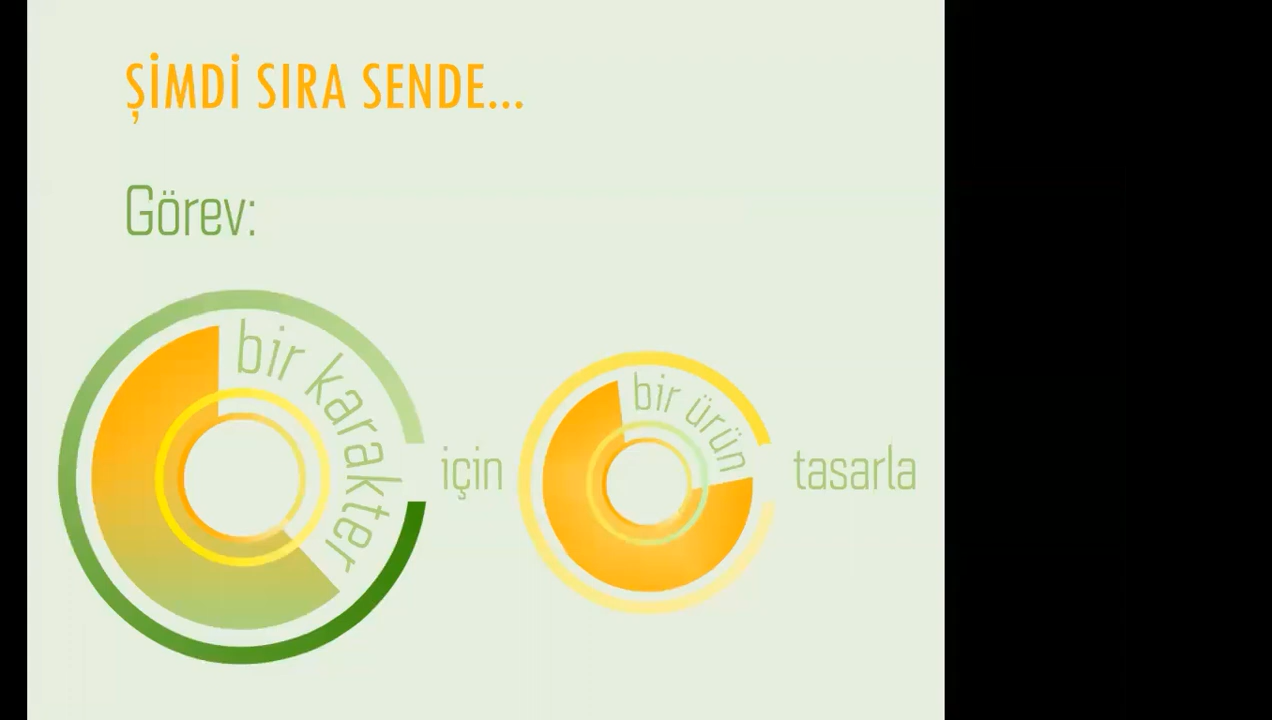 ŞİMDİ SIRA SENDE...
Görev:
bir karakter
için
bir ürün
tasarla